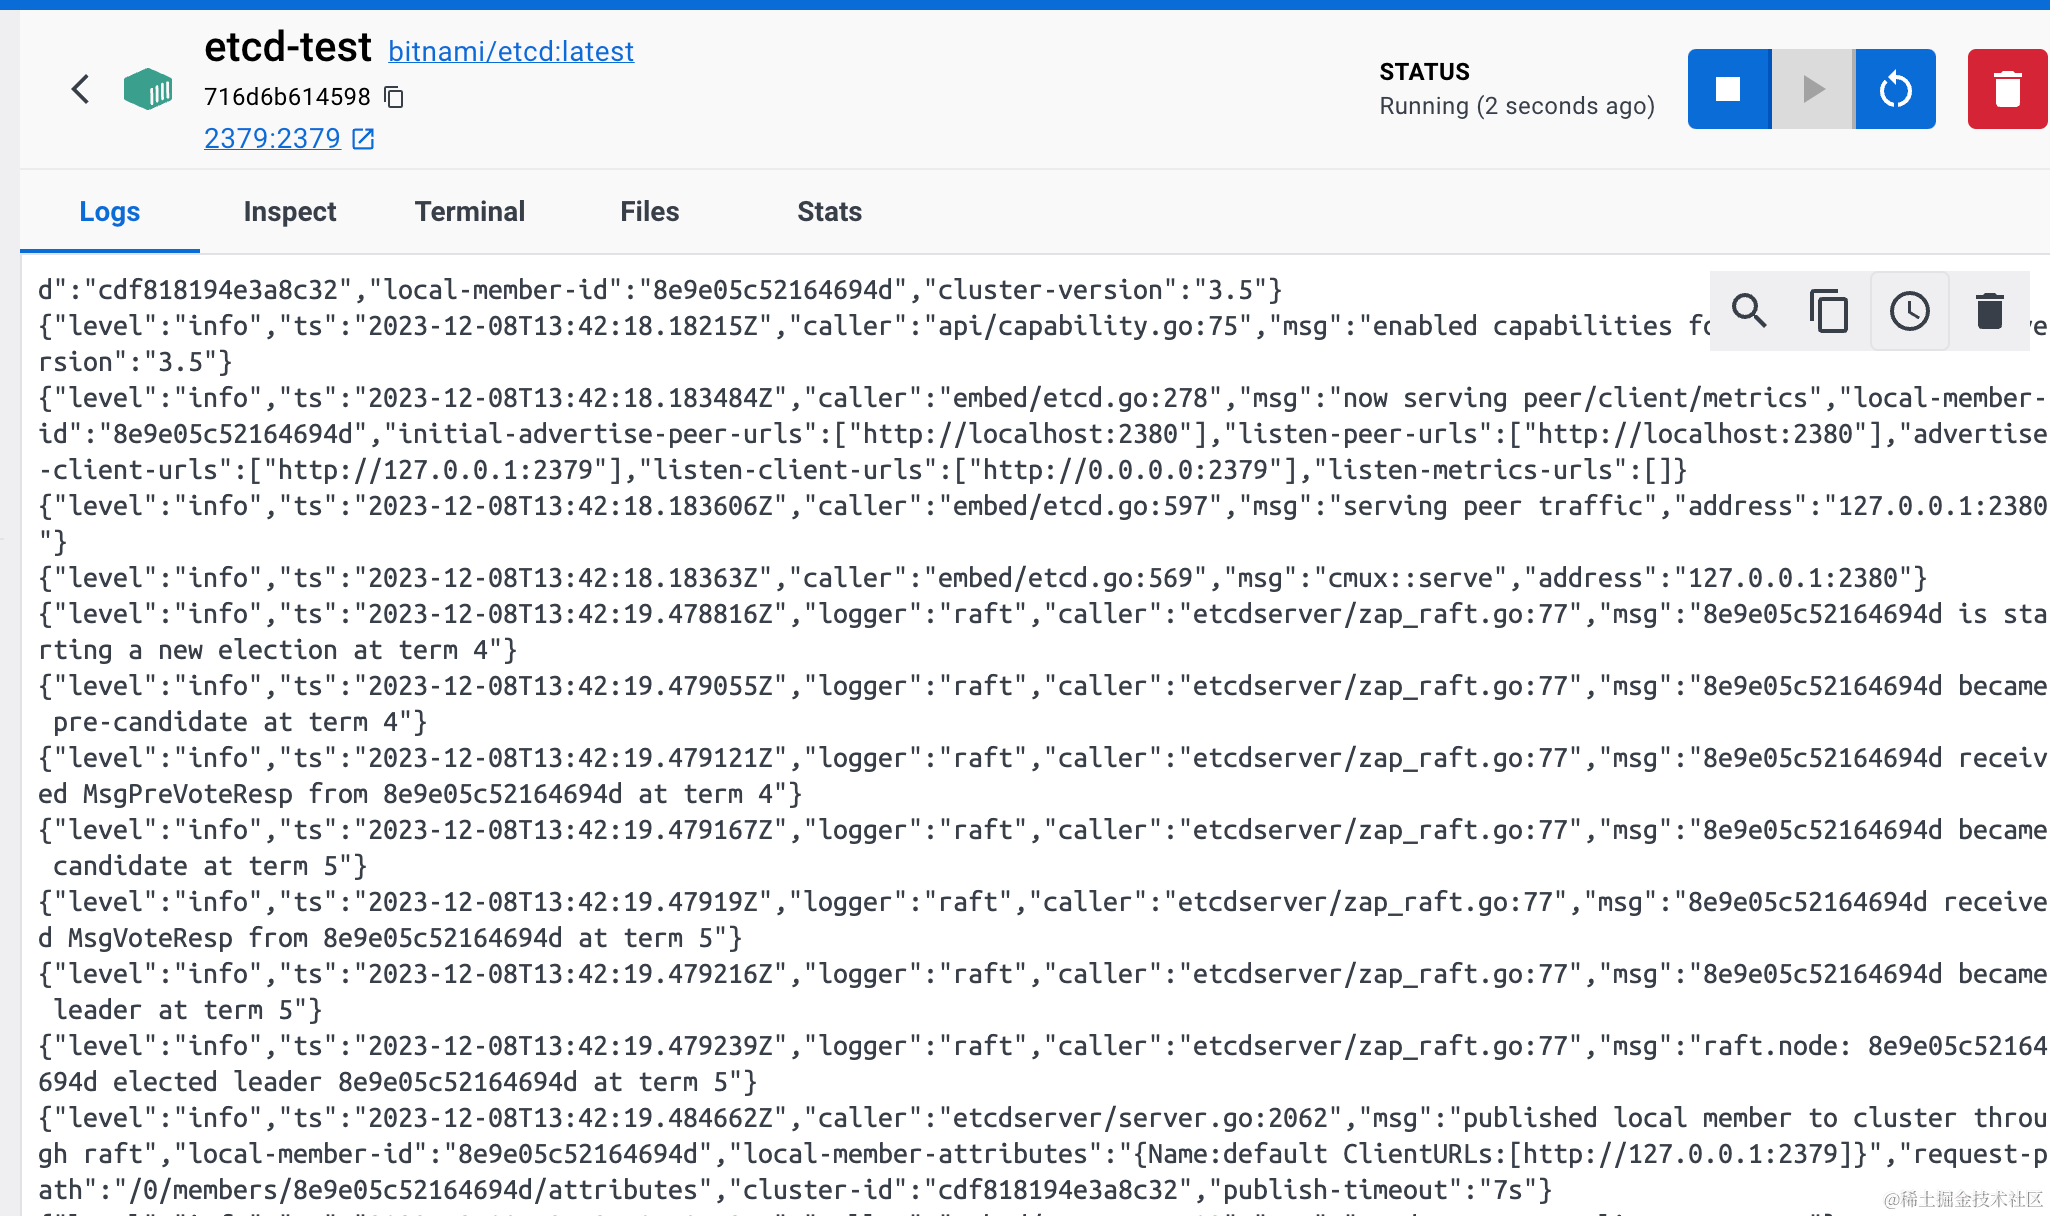 etcd-test bitnami/etcd:latest
716d6b614598
2379:2379
STATUS
Running (2 seconds ago)
Logs Inspect Terminal Files Stats
d":"cdf818194e3a8c32","local-member-id":"8e9e05c52164694d","cluster-version":"3.5"}
{"level":"info","ts":"2023-12-08T13:42:18.18215Z","caller":"api/capability.go:75","msg":"enabled capabilities
rsion":"3.5"}
{"level":"info","ts":"2023-12-08T13:42:18.183484Z","caller":"embed/etcd.go:278","msg":"now serving peer/client/metrics","local-member-
id":"8e9e05c52164694d","initial-advertise-peer-urls":["http://localhost:2380"],"listen-peer-urls":["http://localhost:2380"],"advertise
-client-urls":["http://127.0.0.1:2379"],"listen-client-urls":["http://0.0.0.0:2379"],"listen-metrics-urls":[]}
{"level":"info","ts":"2023-12-08T13:42:18.183606Z","caller":"embed/etcd.go:597","msg":"serving peer traffic","address":"127.0.0.1:2380
"}
{"level":"info","ts":"2023-12-08T13:42:18.18363Z","caller":"embed/etcd.go:569","msg":"cmux::serve","address":"127.0.0.1:2380"}
{"level":"info","ts":"2023-12-08T13:42:19.478816Z","logger":"raft","caller":"etcdserver/zap_raft.go:77","msg":"8e9e05c52164694d is sta
rting a new election at term 4"}
{"level":"info","ts":"2023-12-08T13:42:19.479055Z","logger":"raft","caller":"etcdserver/zap_raft.go:77","msg":"8e9e05c52164694d became
pre-candidate at term 4"}
{"level":"info","ts":"2023-12-08T13:42:19.479121Z","logger":"raft","caller":"etcdserver/zap_raft.go:77","msg":"8e9e05c52164694d receiv
ed MsgPreVoteResp from 8e9e05c52164694d at term 4"}
{"level":"info","ts":"2023-12-08T13:42:19.479167Z","logger":"raft","caller":"etcdserver/zap_raft.go:77","msg":"8e9e05c52164694d became
candidate at term 5"}
{"level":"info","ts":"2023-12-08T13:42:19.47919Z","logger":"raft","caller":"etcdserver/zap_raft.go:77","msg":"8e9e05c52164694d receive
d MsgVoteResp from 8e9e05c52164694d at term 5"}
{"level":"info","ts":"2023-12-08T13:42:19.479216Z","logger":"raft","caller":"etcdserver/zap_raft.go:77","msg":"8e9e05c52164694d became
leader at term 5"}
{"level":"info","ts":"2023-12-08T13:42:19.479239Z","logger":"raft","caller":"etcdserver/zap_raft.go:77","msg":"raft.node: 8e9e05c52164
694d elected leader 8e9e05c52164694d at term 5"}
{"level":"info","ts":"2023-12-08T13:42:19.484662Z","caller":"etcdserver/server.go:2062","msg":"published local member to cluster throu
gh raft","local-member-id":"8e9e05c52164694d","local-member-attributes":"{Name:default ClientURLs:[http://127.0.0.1:2379]}","request-p
ath":"/0/members/8e9e05c52164694d/attributes","cluster-id":"cdf818194e3a8c32","publish-timeout":"7s"}
@稀土掘金技术社区